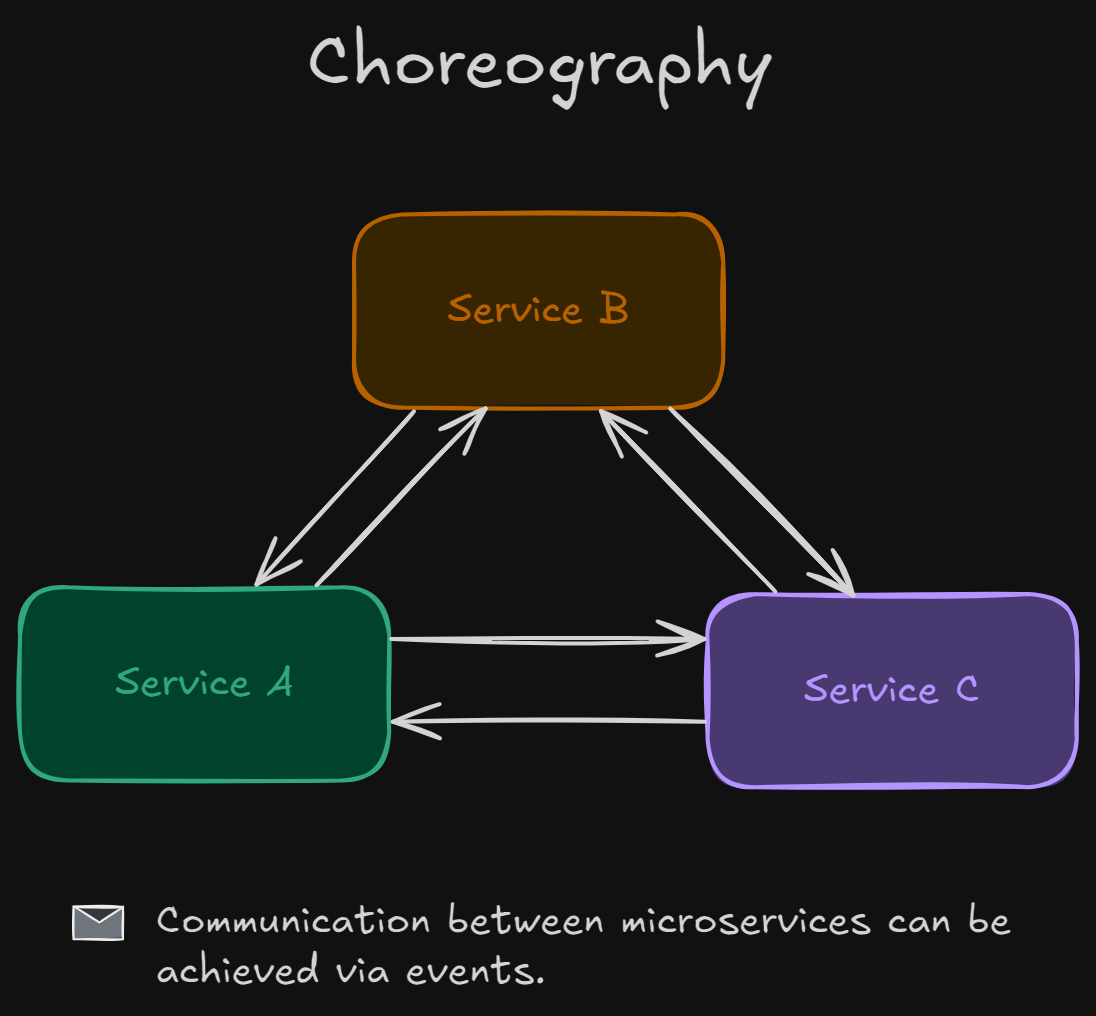 Choreography
Service B
Service A
Service C
Communication between microservices can be
achieved via events.